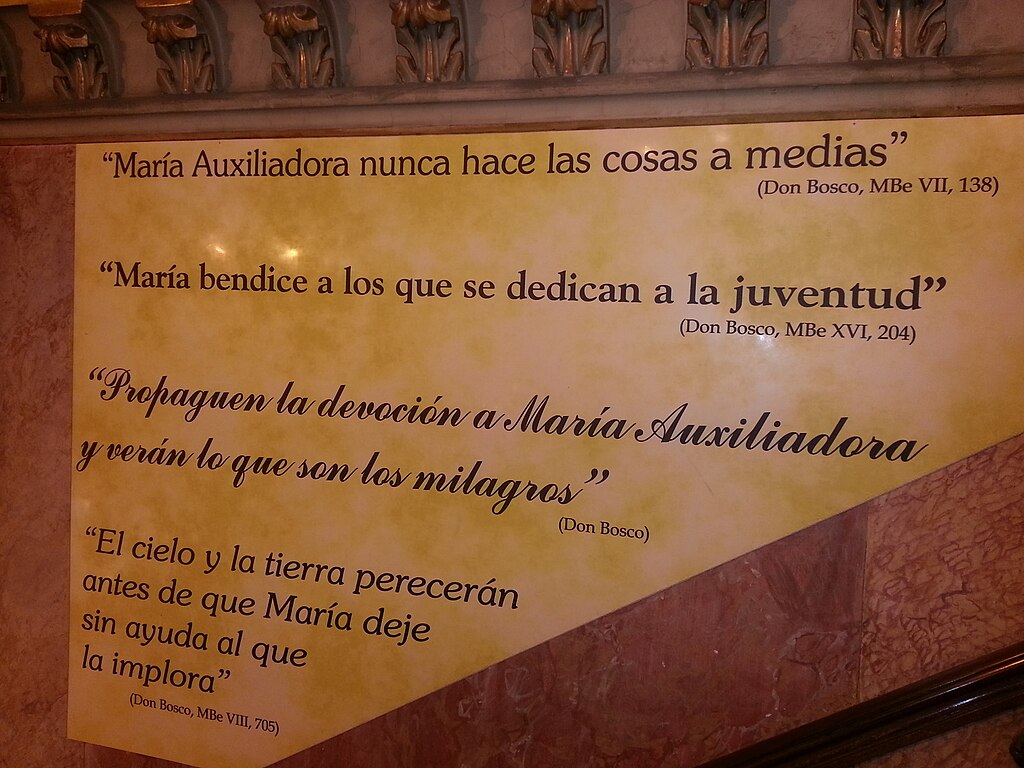 “María Auxiliadora nunca hace las cosas a medias”
(Don Bosco, MBe VII, 138)
“María bendice a los que se dedican a la juventud”
(Don Bosco, MBe XVI, 204)
“Propaguen la devoción a María Auxiliadora
y verán lo que son los milagros”
(Don Bosco)
“El cielo y la tierra perecerán
antes de que María deje
sin ayuda al que
la implora”
(Don Bosco, MBe VIII, 705)